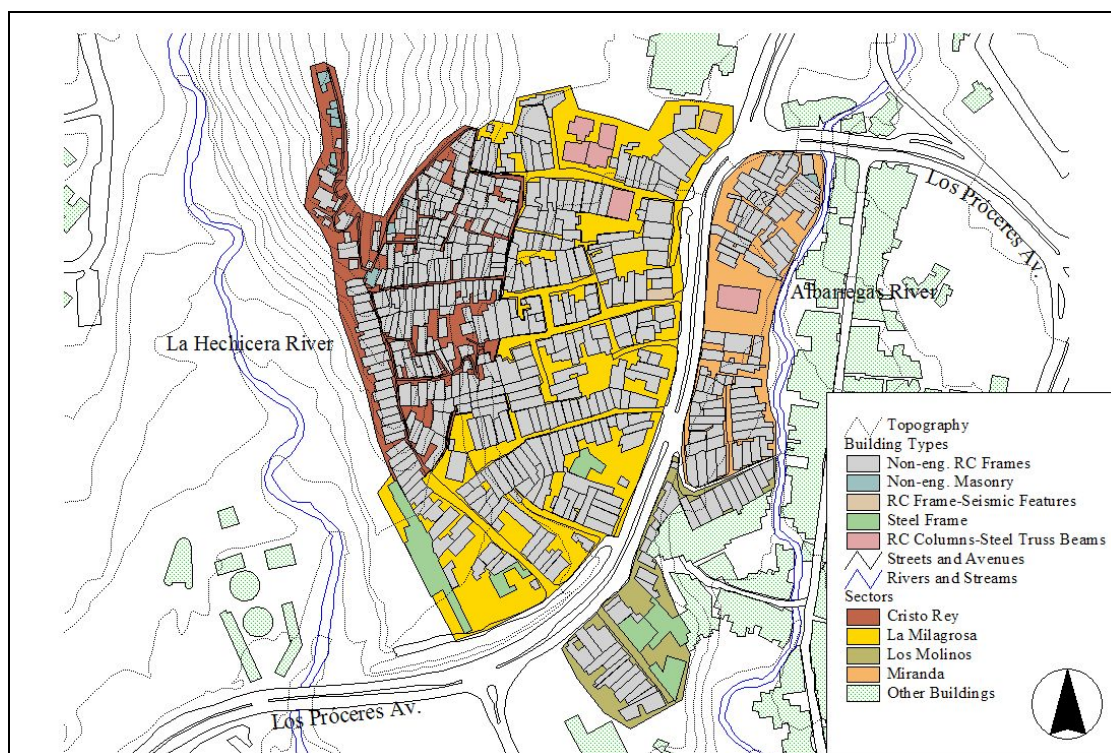 Los Próceres Av.
Albarregas River
La Hechicera River
Los Próceres Av.
Topography
Building Types
Non-eng. RC Frames
Non-eng. Masonry
RC Frame-Seismic Features
Steel Frame
RC Columns-Steel Truss Beams
Streets and Avenues
Rivers and Streams
Sectors
Cristo Rey
La Milagrosa
Los Molinos
Miranda
Other Buildings